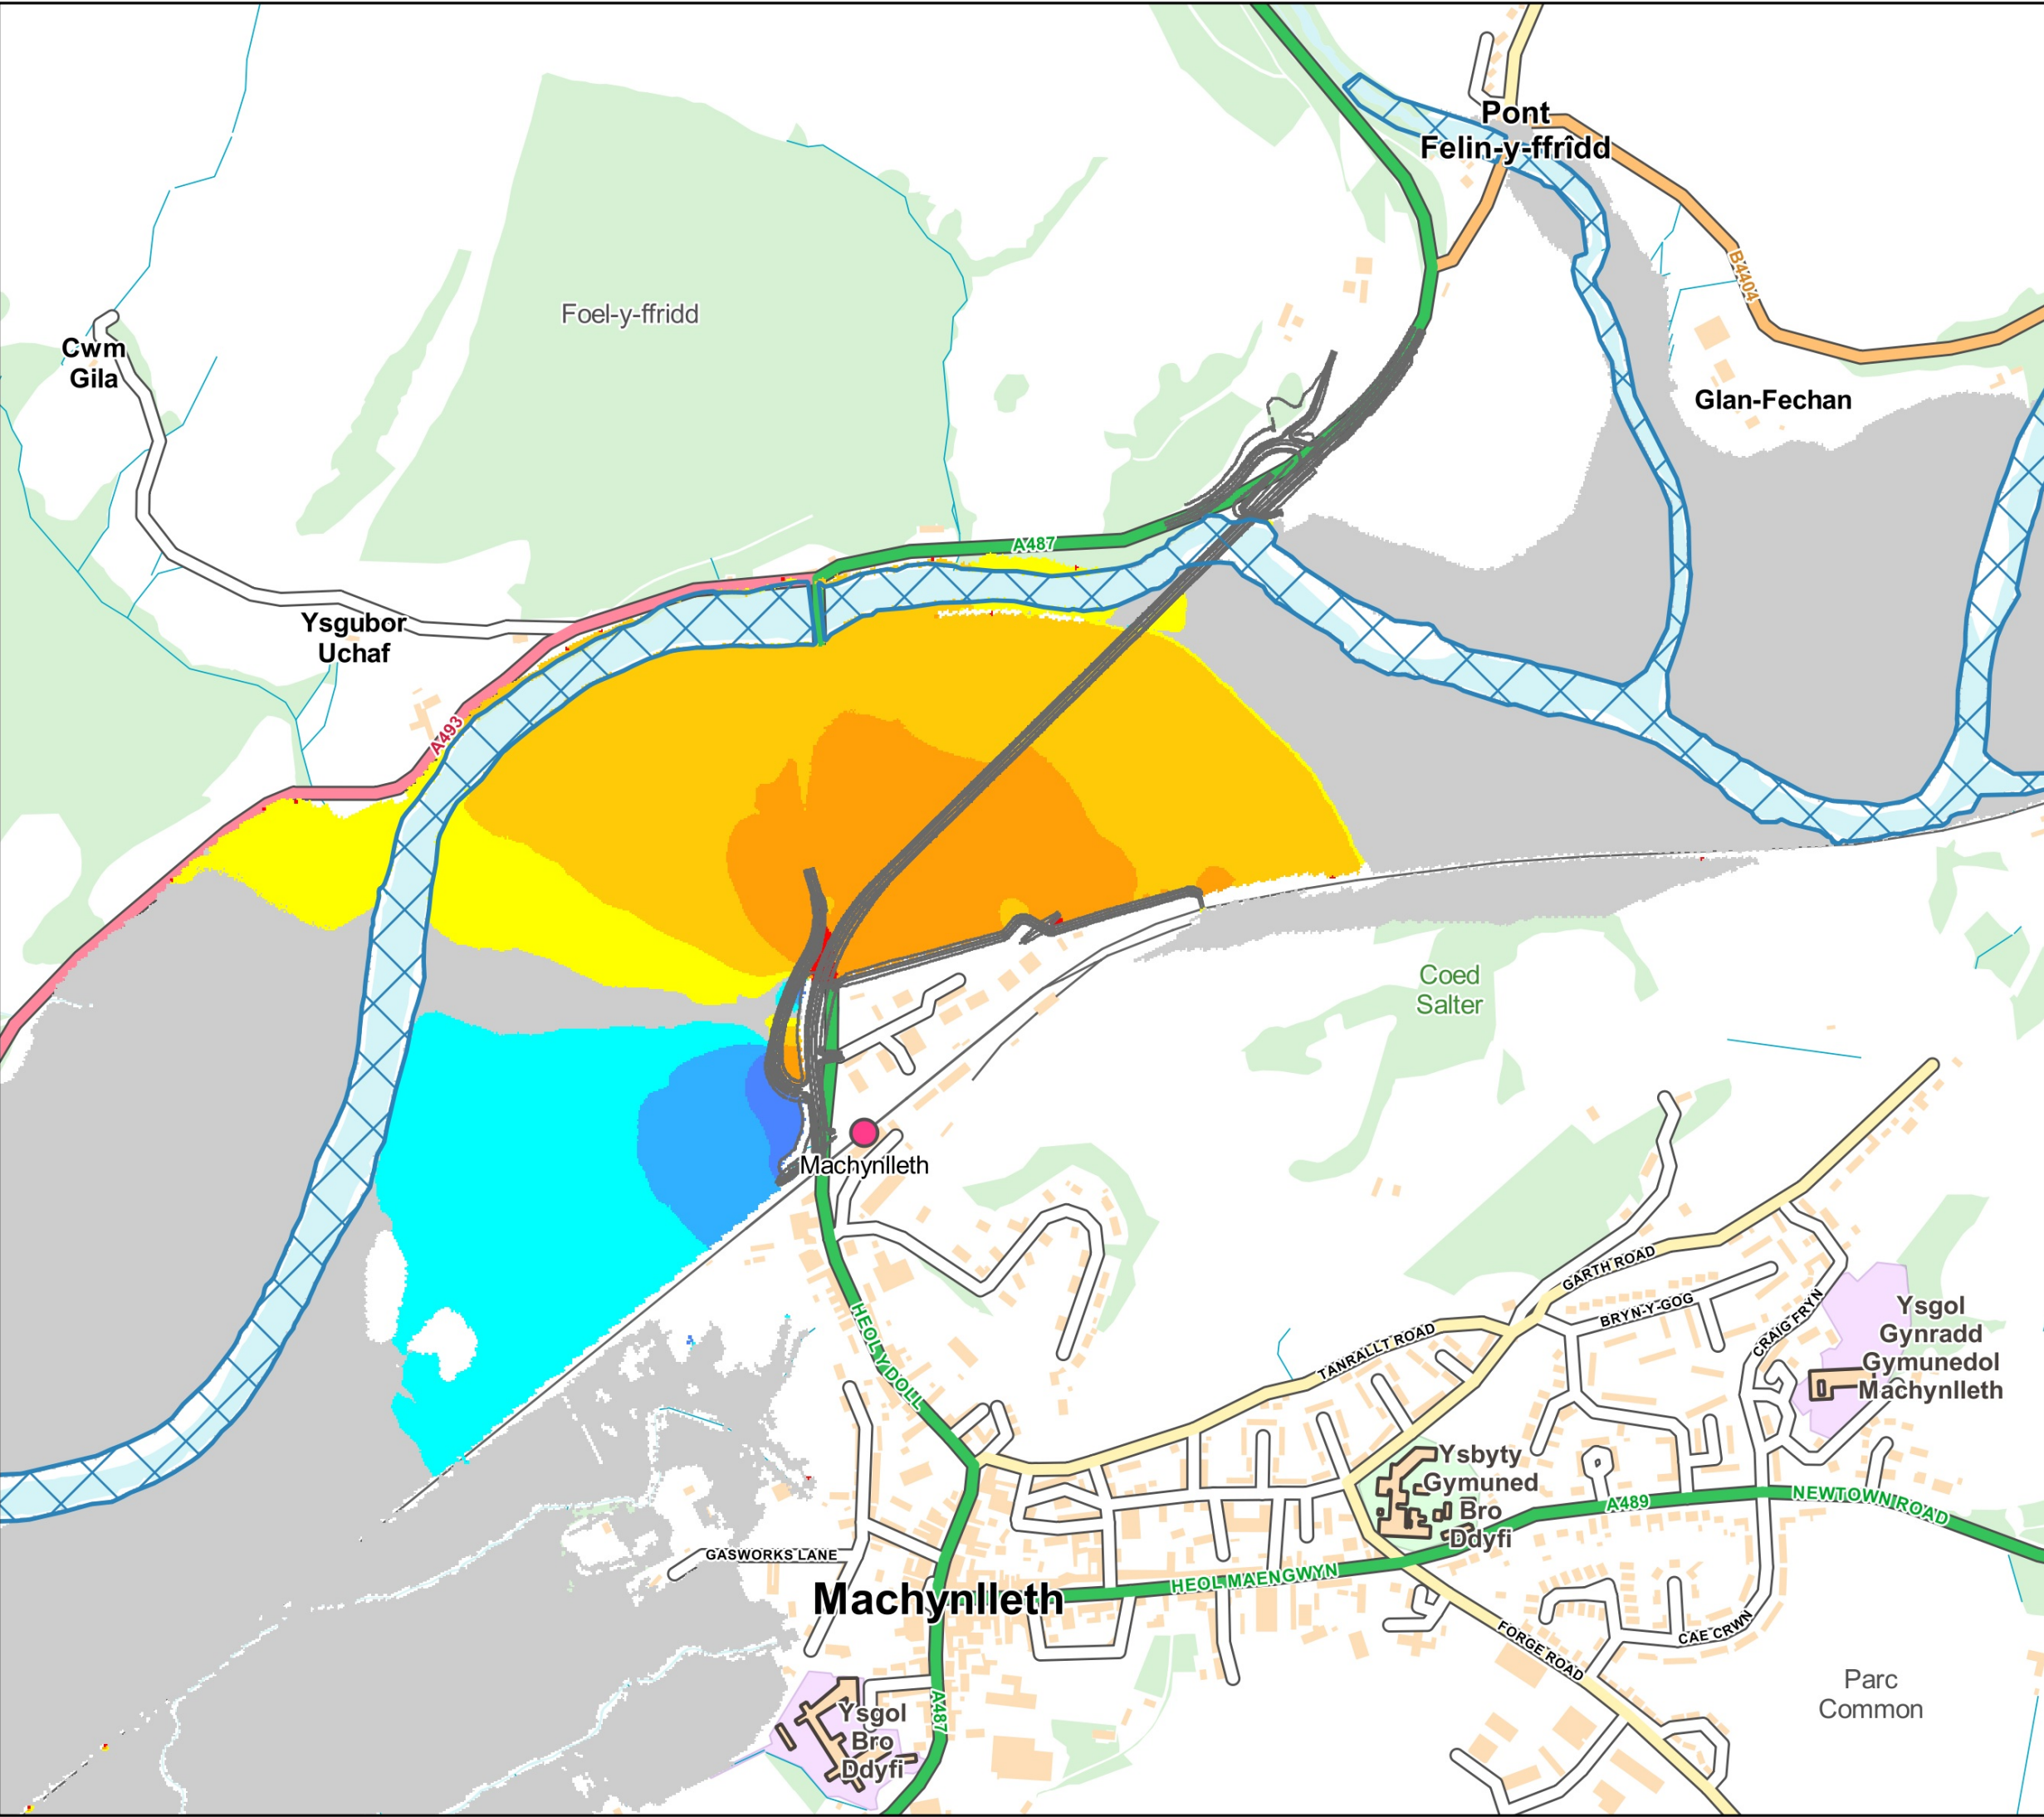 Pont
Felin-y-ffridd
B4404
Foel-y-ffridd
Cwm
Gila
Glan-Fechan
A487
Ysgubor
Uchaf
A493
Coed
Salter
Machynlleth
GARTH ROAD
BRYN-Y-GOG
CRAIG FRYN
Ysgol
Gynradd
Gymunedol
Machynlleth
HEOL Y DOLL
TANRALLT ROAD
Ysbyty
Gymuned
Bro
Ddyfi
A489
NEWTOWN ROAD
GASWORKS LANE
HEOL MAENGWYN
Machynlleth
FORGE ROAD
CAE CRWN
Parc
Common
A487
Ysgol
Bro
Ddyfi